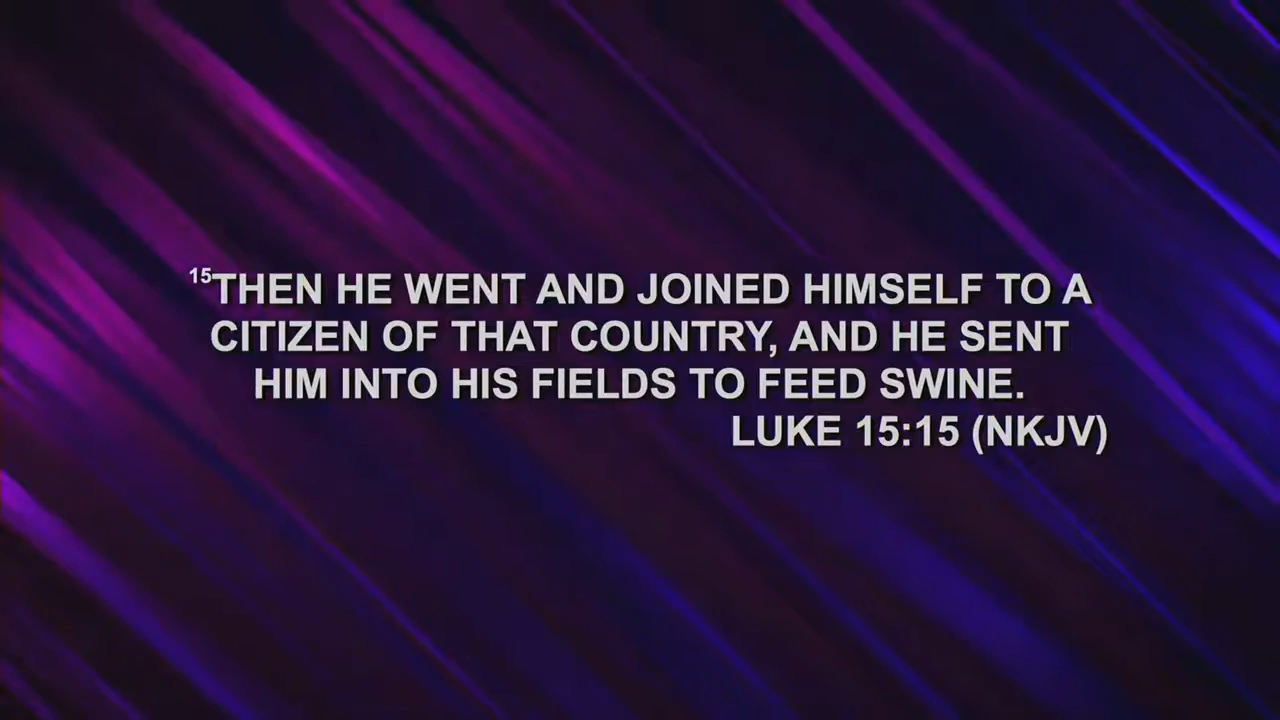 15THEN HE WENT AND JOINED HIMSELF TO A
CITIZEN OF THAT COUNTRY, AND HE SENT
HIM INTO HIS FIELDS TO FEED SWINE.
LUKE 15:15 (NKJV)